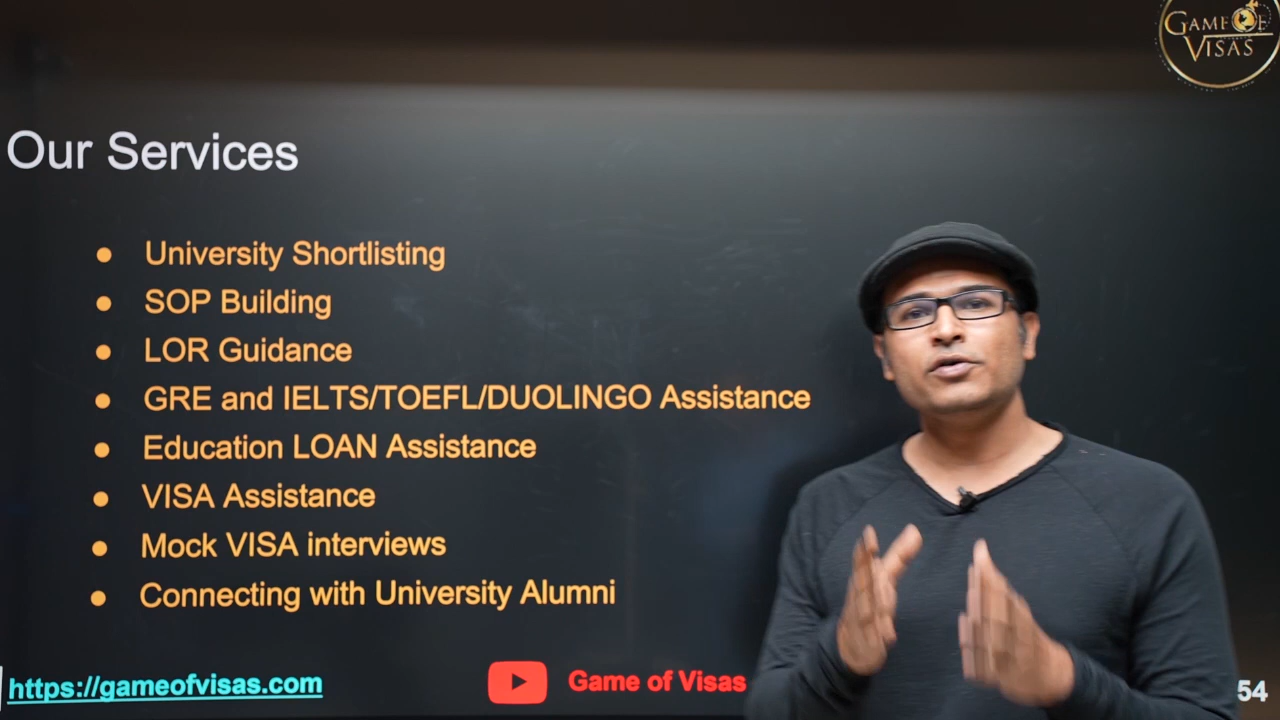 GAME OF
VISAS
Our Services
● University Shortlisting
● SOP Building
● LOR Guidance
● GRE and IELTS/TOEFL/DUOLINGO Assistance
● Education LOAN Assistance
● VISA Assistance
● Mock VISA interviews
● Connecting with University Alumni
https://gameofvisas.com
Game of Visas
54